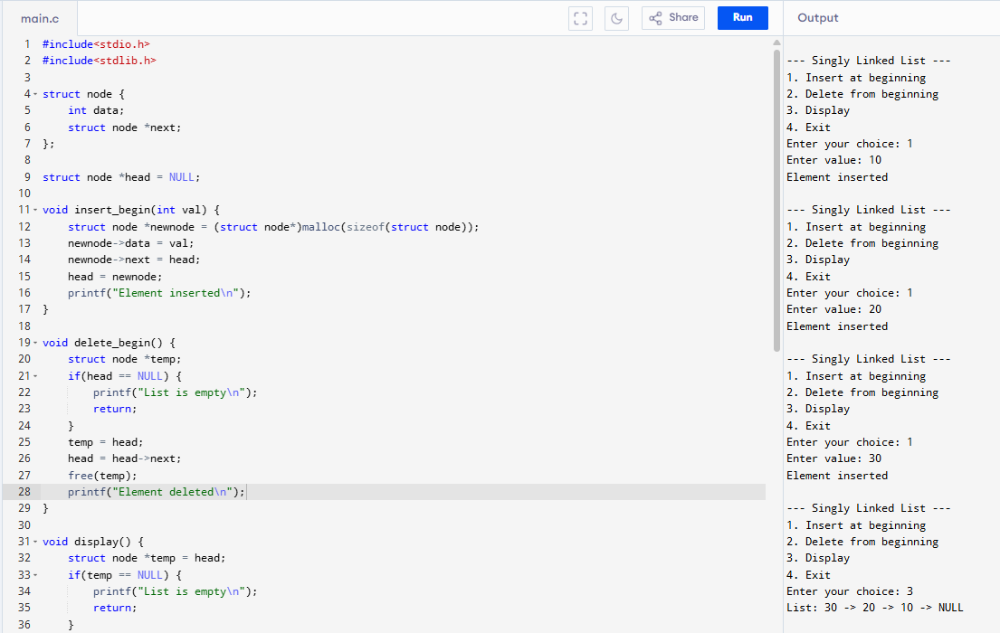 main.c
Share
Run
Output
1 #include<stdio.h>
2 #include<stdlib.h>
3
4 struct node {
5     int data;
6     struct node *next;
7 };
8
9 struct node *head = NULL;
10
11 void insert_begin(int val) {
12     struct node *newnode = (struct node*)malloc(sizeof(struct node));
13     newnode->data = val;
14     newnode->next = head;
15     head = newnode;
16     printf("Element inserted\n");
17 }
18
19 void delete_begin() {
20     struct node *temp;
21     if(head == NULL) {
22         printf("List is empty\n");
23         return;
24     }
25     temp = head;
26     head = head->next;
27     free(temp);
28     printf("Element deleted\n");
29 }
30
31 void display() {
32     struct node *temp = head;
33     if(temp == NULL) {
34         printf("List is empty\n");
35         return;
36     }
--- Singly Linked List ---
1. Insert at beginning
2. Delete from beginning
3. Display
4. Exit
Enter your choice: 1
Enter value: 10
Element inserted

--- Singly Linked List ---
1. Insert at beginning
2. Delete from beginning
3. Display
4. Exit
Enter your choice: 1
Enter value: 20
Element inserted

--- Singly Linked List ---
1. Insert at beginning
2. Delete from beginning
3. Display
4. Exit
Enter your choice: 1
Enter value: 30
Element inserted

--- Singly Linked List ---
1. Insert at beginning
2. Delete from beginning
3. Display
4. Exit
Enter your choice: 3
List: 30 -> 20 -> 10 -> NULL